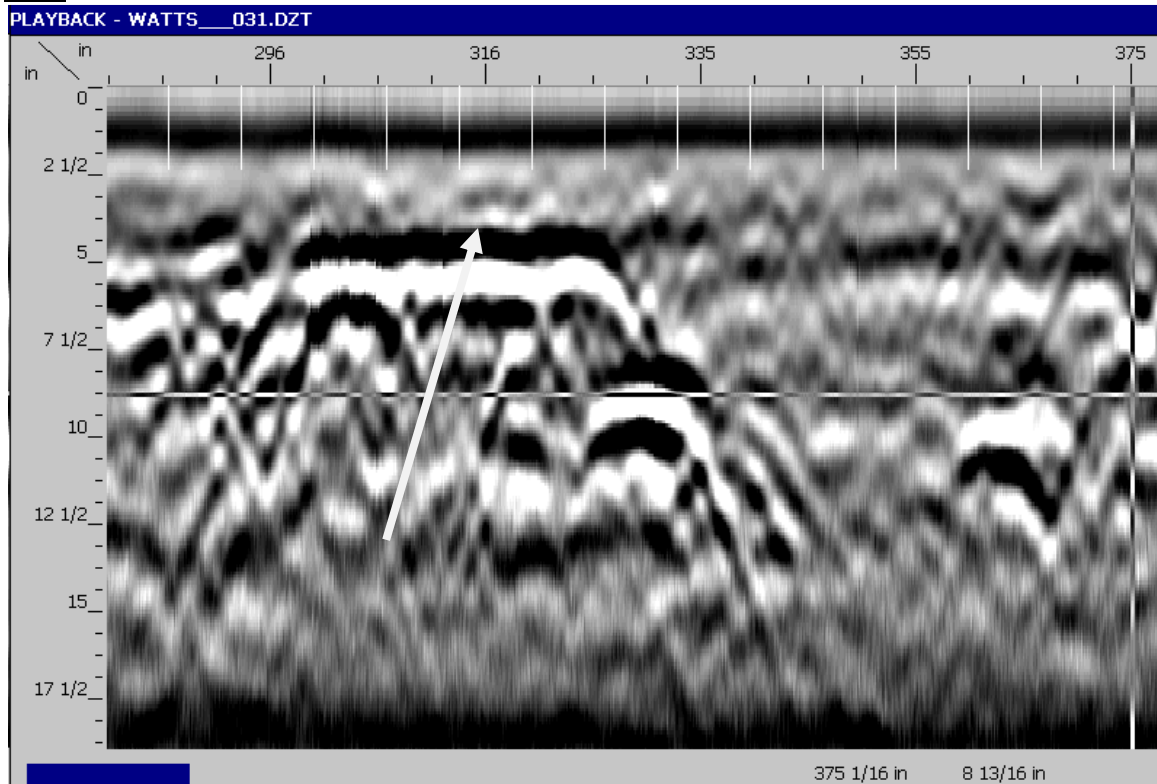 PLAYBACK - WATTS___031.DZT
in
296 316 335 355 375
in
0
2 1/2
5
7 1/2
10
12 1/2
15
17 1/2
375 1/16 in 8 13/16 in